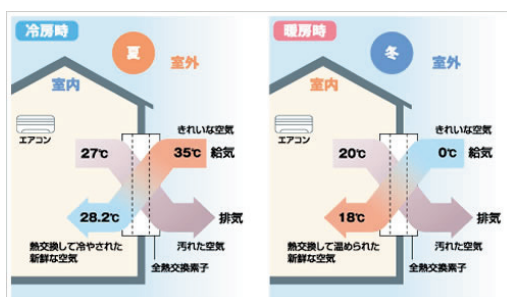 冷房時
夏
室外
室内
エアコン
きれいな空気
27℃
35℃
給気
28.2℃
排気
熱交換して冷やされた
新鮮な空気
汚れた空気
全熱交換素子
暖房時
冬
室外
室内
エアコン
きれいな空気
20℃
0℃
給気
18℃
排気
熱交換して温められた
新鮮な空気
汚れた空気
全熱交換素子